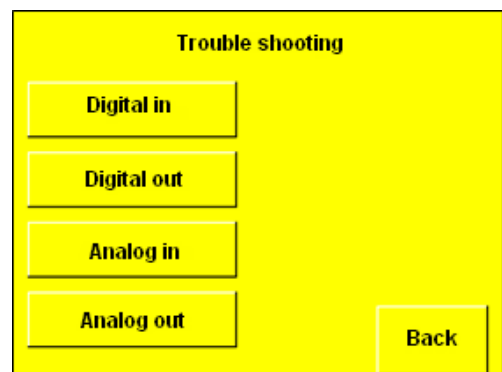 Trouble shooting
Digital in
Digital out
Analog in
Analog out
Back